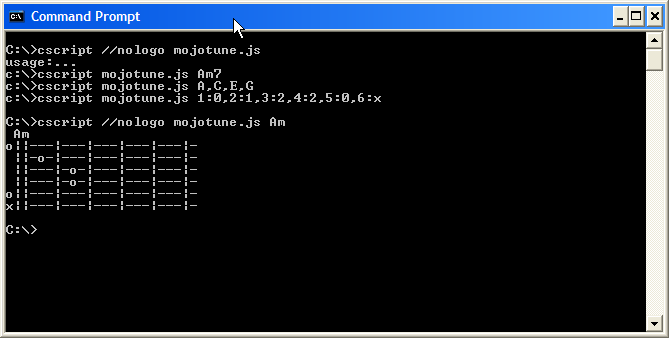 Command Prompt
C:\>cscript //nologo mojotune.js
usage:...
c:\>cscript mojotune.js Am7
c:\>cscript mojotune.js A,C,E,G
c:\>cscript mojotune.js 1:0,2:1,3:2,4:2,5:0,6:x
C:\>cscript //nologo mojotune.js Am
 Am
o||---|---|---|---|---|---|-
 ||-o-|---|---|---|---|---|-
 ||---|-o-|---|---|---|---|-
 ||---|-o-|---|---|---|---|-
o||---|---|---|---|---|---|-
x||---|---|---|---|---|---|-
C:\>